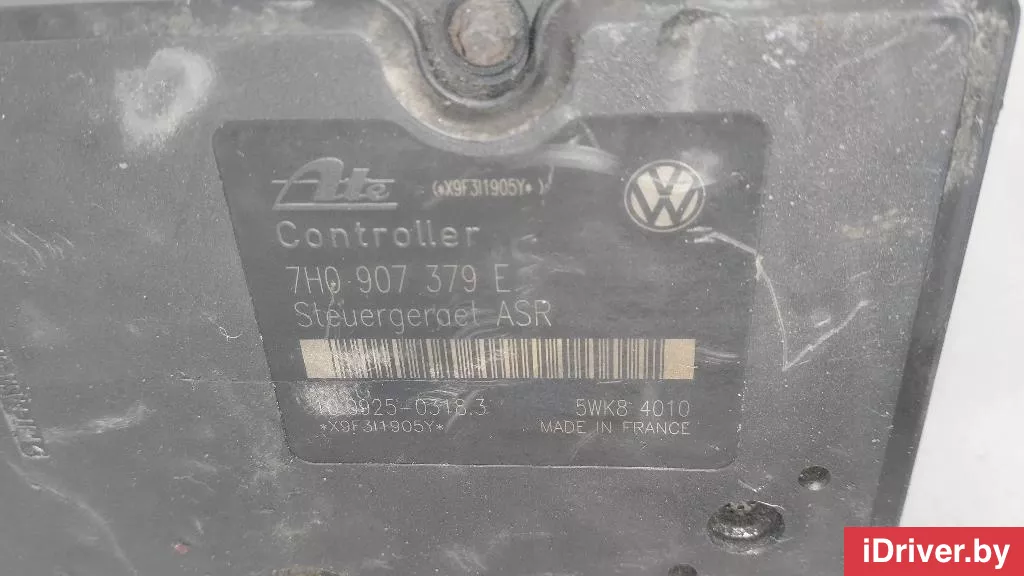 Ate (*X9F3I1905Y*)
Controller
7H0 907 379 E
Steuergeraet ASR
10.0925-0318.3 5WK8 4010
*X9F3I1905Y* MADE IN FRANCE
iDriver.by